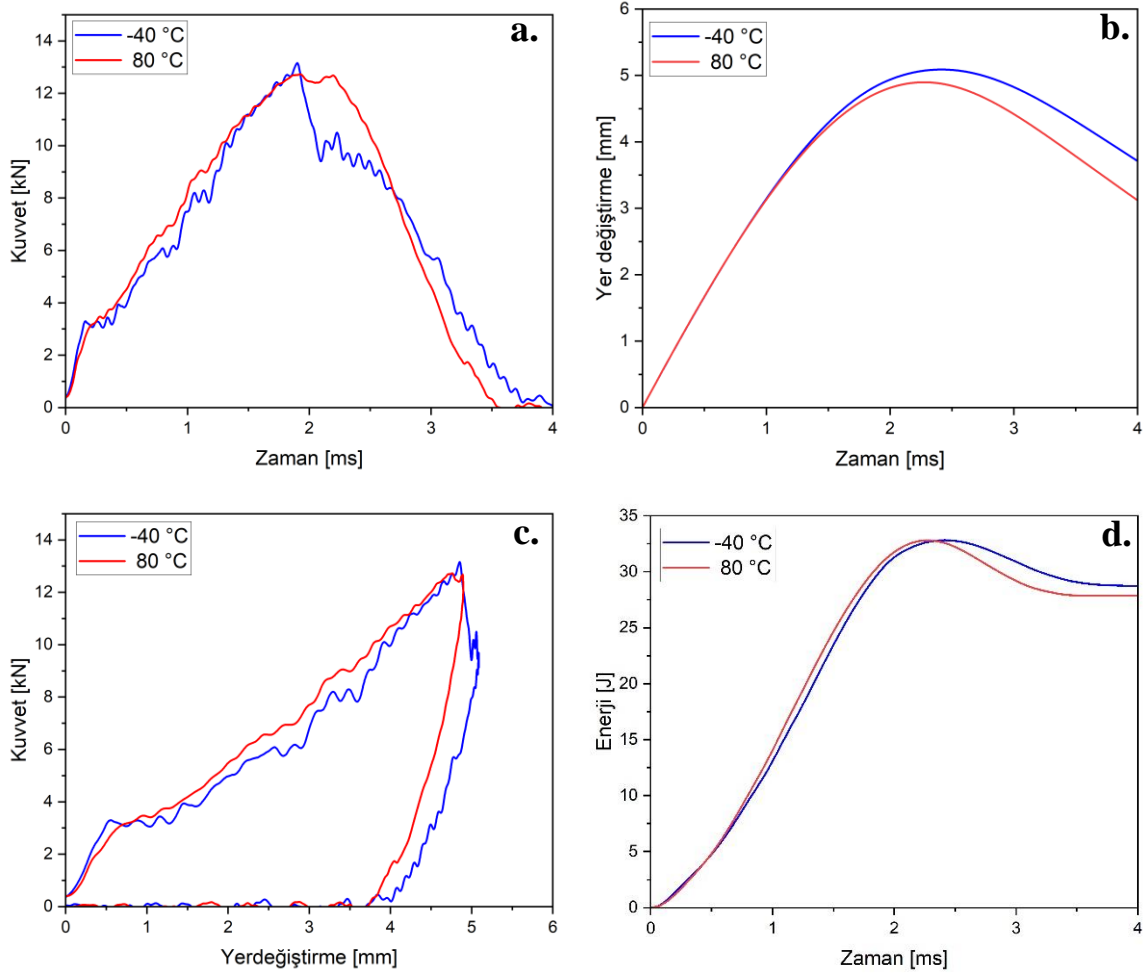 a.
-40 °C
80 °C
Kuvvet [kN]
14
12
10
8
6
4
2
0
0 1 2 3 4
Zaman [ms]
b.
-40 °C
80 °C
Yer değiştirme [mm]
6
5
4
3
2
1
0
0 1 2 3 4
Zaman [ms]
c.
-40 °C
80 °C
Kuvvet [kN]
14
12
10
8
6
4
2
0
0 1 2 3 4 5 6
Yerdeğiştirme [mm]
d.
-40 °C
80 °C
Enerji [J]
35
30
25
20
15
10
5
0
0 1 2 3 4
Zaman [ms]